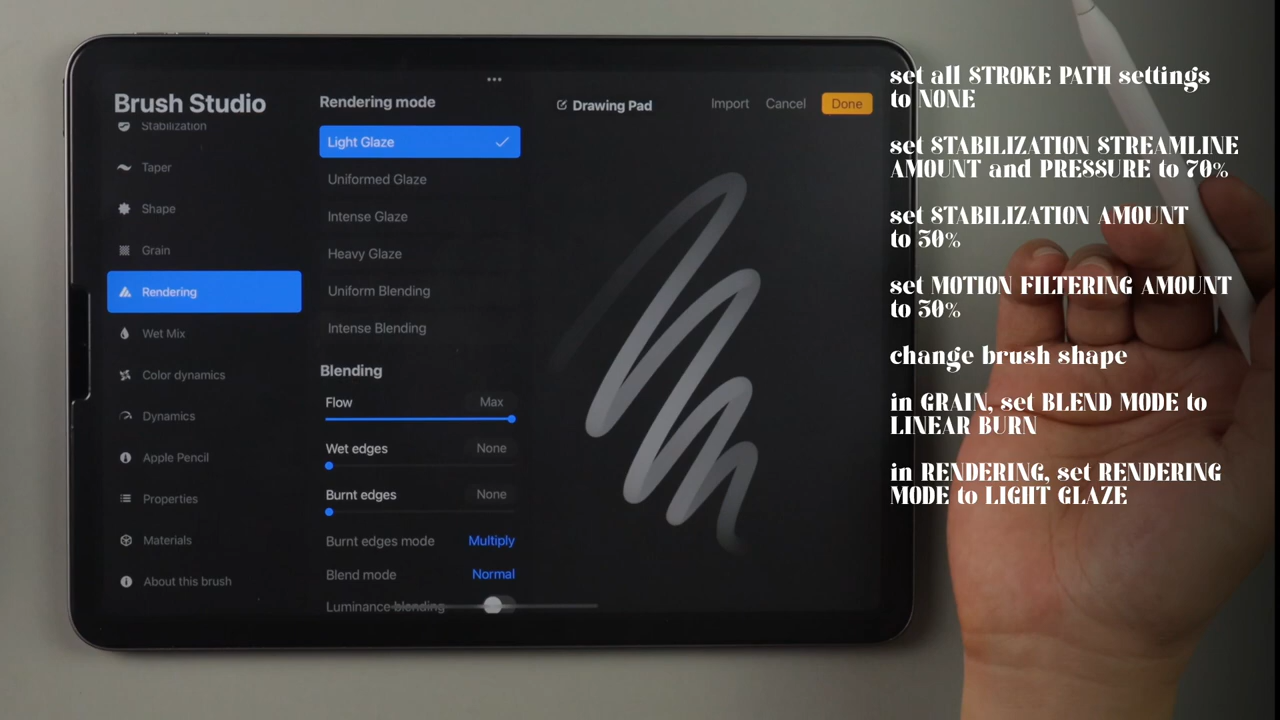 Brush Studio
Stabilization
Taper
Shape
Grain
Rendering
Wet Mix
Color dynamics
Dynamics
Apple Pencil
Properties
Materials
About this brush
Rendering mode
Light Glaze
Uniformed Glaze
Intense Glaze
Heavy Glaze
Uniform Blending
Intense Blending
Blending
Flow Max
Wet edges None
Burnt edges None
Burnt edges mode Multiply
Blend mode Normal
Luminance blending
Drawing Pad
Import Cancel Done
set all STROKE PATH settings
to NONE
set STABILIZATION STREAMLINE
AMOUNT and PRESSURE to 70%
set STABILIZATION AMOUNT
to 50%
set MOTION FILTERING AMOUNT
to 50%
change brush shape
in GRAIN, set BLEND MODE to
LINEAR BURN
in RENDERING, set RENDERING
MODE to LIGHT GLAZE